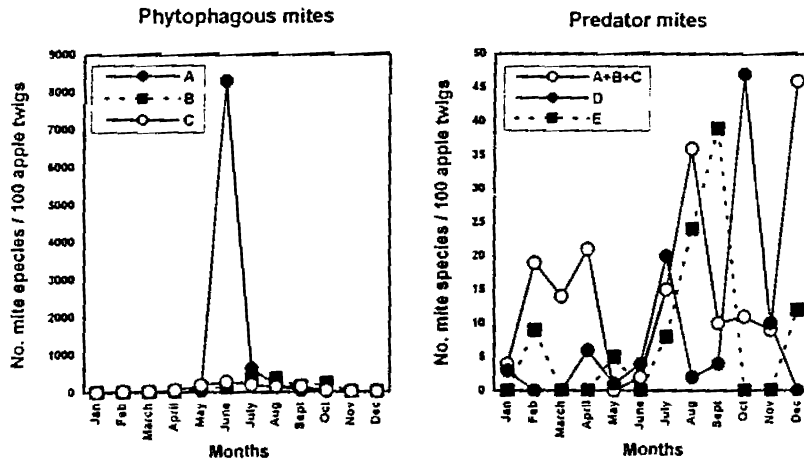 Phytophagous mites
No. mite epecies / 100 apple twigs
9000
8000
7000
6000
5000
4000
3000
2000
1000
0
A
B
C
Jan
Feb
March
April
May
June
July
Aug
Sept
Oct
Nov
Dec
Months
Predator mites
No. mite species / 100 apple twigs
50
45
40
35
30
25
20
15
10
5
0
A+B+C
D
E
Jan
Feb
March
April
May
June
July
Aug
Sept
Oct
Nov
Dec
Months